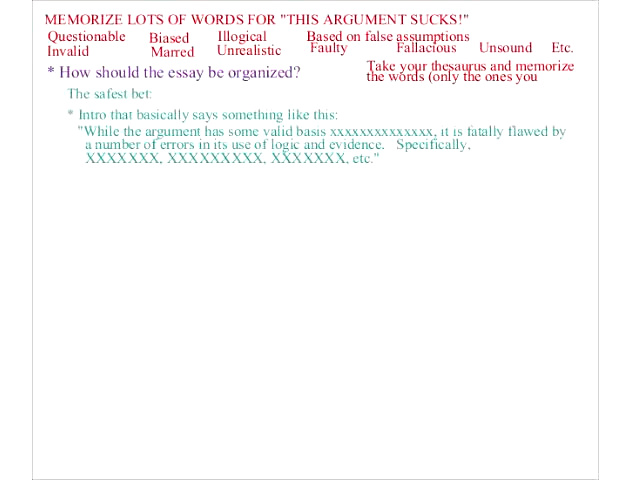 MEMORIZE LOTS OF WORDS FOR "THIS ARGUMENT SUCKS!"
Questionable Biased Illogical Based on false assumptions
Invalid Marred Unrealistic Faulty Fallacious Unsound Etc.
* How should the essay be organized?
Take your thesaurus and memorize
the words (only the ones you
The safest bet:
* Intro that basically says something like this:
"While the argument has some valid basis xxxxxxxxxxxxxx, it is fatally flawed by
a number of errors in its use of logic and evidence. Specifically,
XXXXXXX, XXXXXXXXX, XXXXXXX, etc."